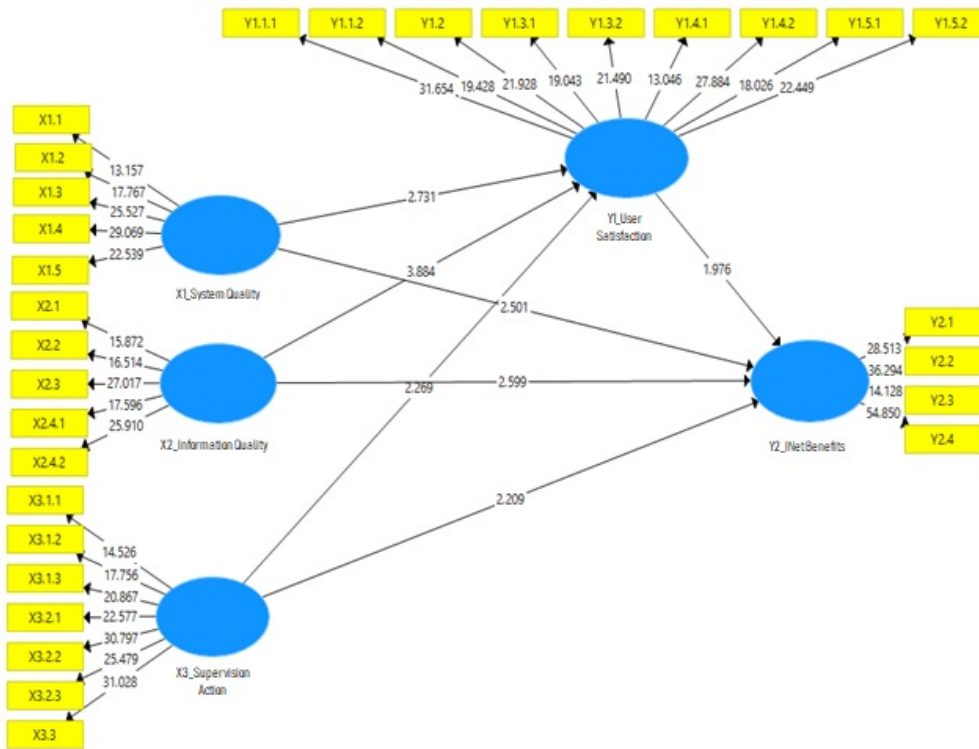 Y1.1.1
Y1.1.2
Y1.2
Y1.3.1
Y1.3.2
Y1.4.1
Y1.4.2
Y1.5.1
Y1.5.2
31.654
19.428
21.928
19.043
21.490
13.046
27.884
18.026
22.449
X1.1
X1.2
X1.3
X1.4
X1.5
13.157
17.767
25.527
29.069
22.539
X1_System Quality
2.731
Y1_User
Satisfaction
3.884
2.501
1.976
X2.1
X2.2
X2.3
X2.4.1
X2.4.2
15.872
16.514
27.017
17.596
25.910
X2_Information Quality
2.269
2.599
Y2.1
Y2.2
Y2.3
Y2.4
28.513
36.294
14.128
54.850
Y2_INet Benefits
2.209
X3.1.1
X3.1.2
X3.1.3
X3.2.1
X3.2.2
X3.2.3
X3.3
14.526
17.756
20.867
22.577
30.797
25.479
31.028
X3_Supervision
Action